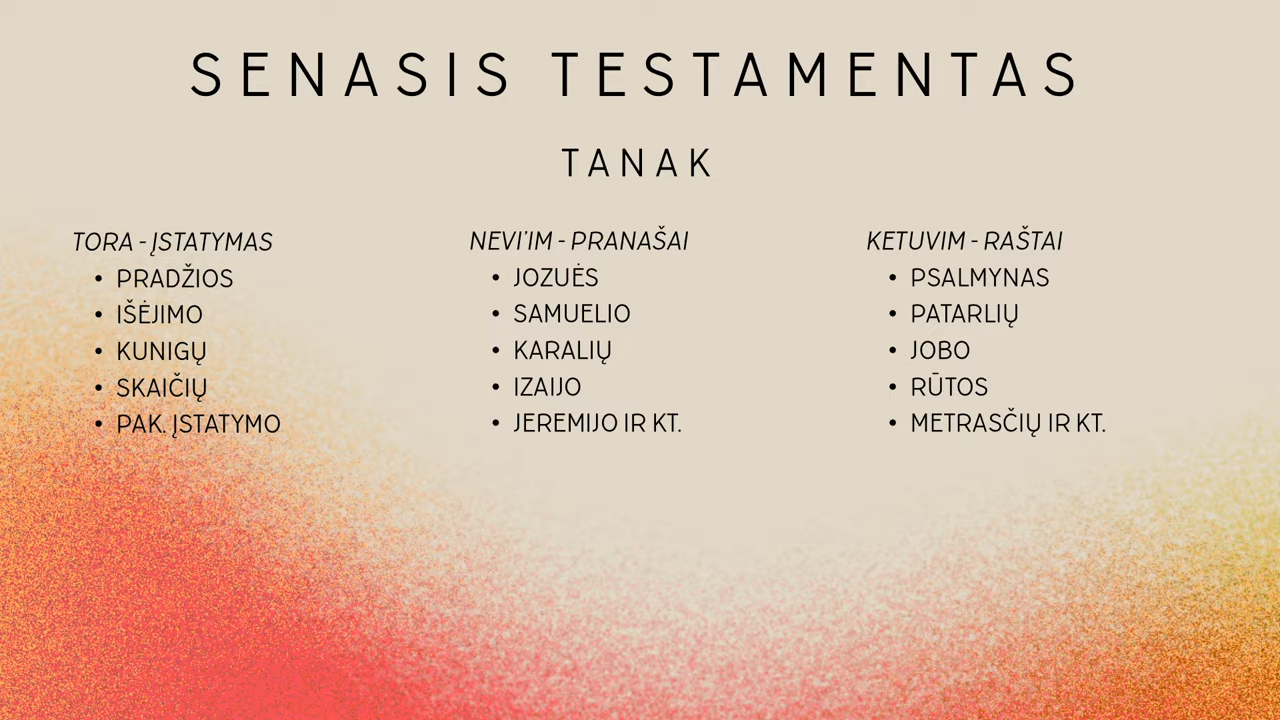 SENASIS TESTAMENTAS
TANAK
TORA - ĮSTATYMAS
• PRADŽIOS
• IŠĖJIMO
• KUNIGŲ
• SKAIČIŲ
• PAK. ĮSTATYMO
NEVI'IM - PRANAŠAI
• JOZUĖS
• SAMUELIO
• KARALIŲ
• IZAIJO
• JEREMIJO IR KT.
KETUVIM - RAŠTAI
• PSALMYNAS
• PATARLIŲ
• JOBO
• RŪTOS
• METRASČIŲ IR KT.